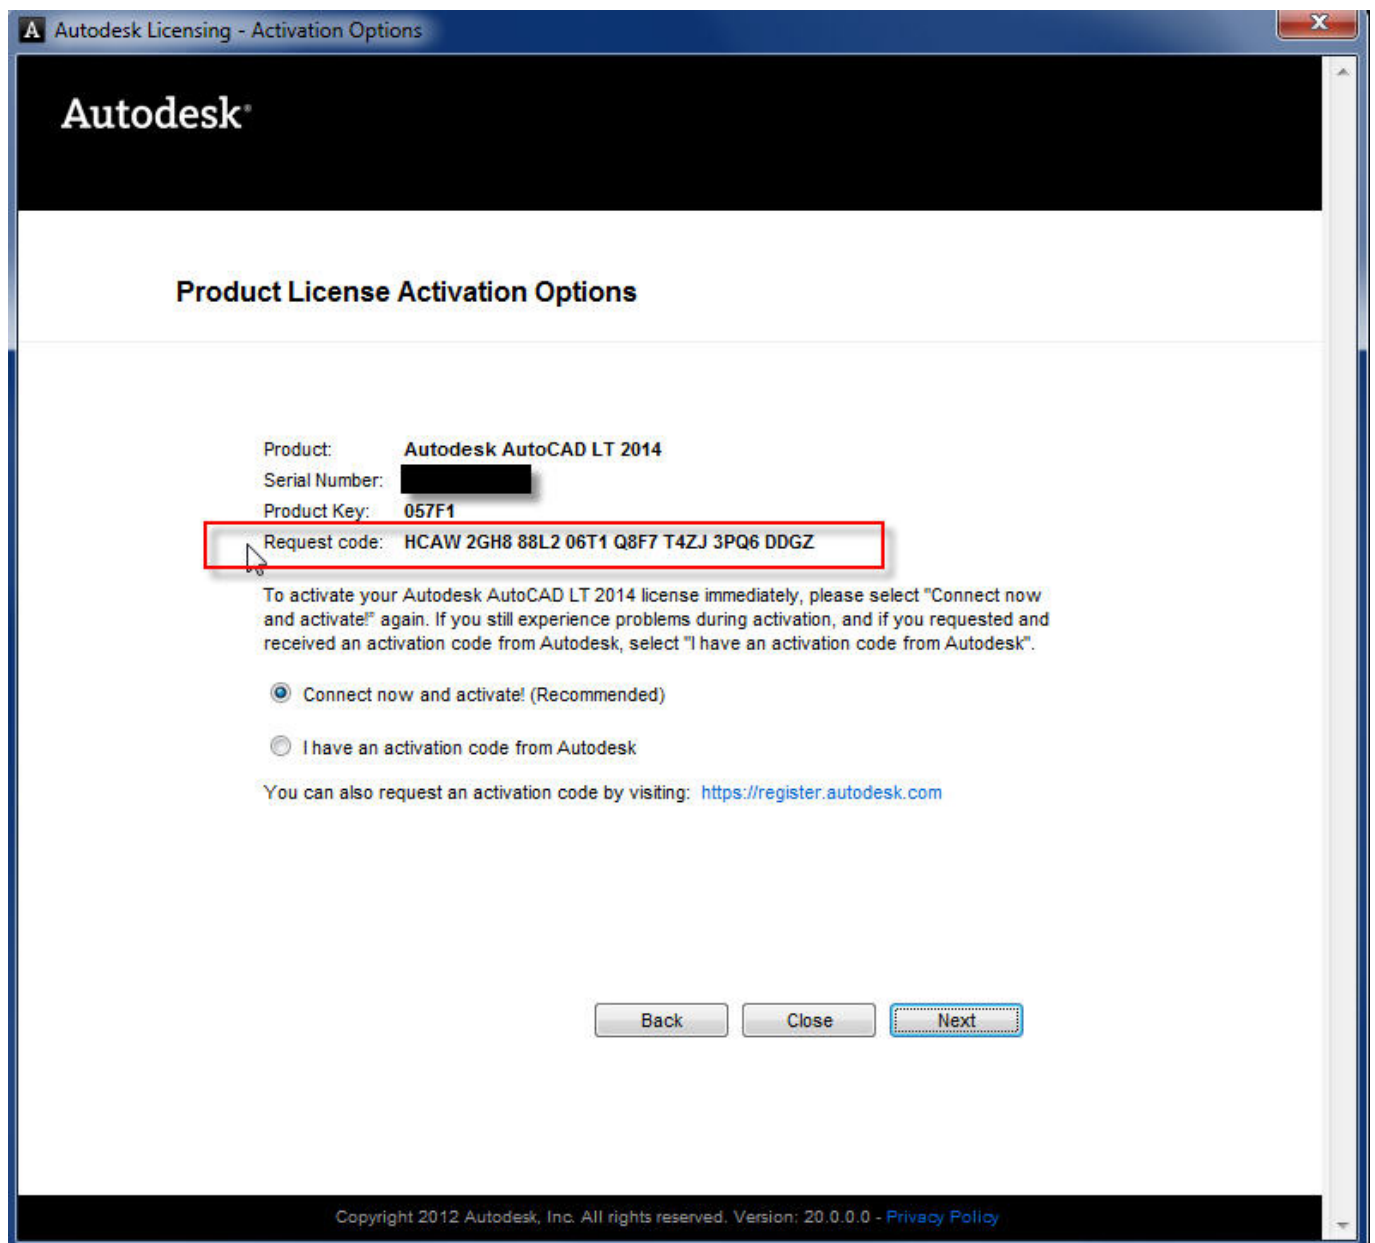 A Autodesk Licensing - Activation Options
Autodesk®
Product License Activation Options
Product: Autodesk AutoCAD LT 2014
Serial Number:
Product Key: 057F1
Request code: HCAW 2GH8 88L2 06T1 Q8F7 T4ZJ 3PQ6 DDGZ
To activate your Autodesk AutoCAD LT 2014 license immediately, please select "Connect now
and activate!" again. If you still experience problems during activation, and if you requested and
received an activation code from Autodesk, select "I have an activation code from Autodesk".
Connect now and activate! (Recommended)
I have an activation code from Autodesk
You can also request an activation code by visiting: https://register.autodesk.com
Back Close Next
Copyright 2012 Autodesk, Inc. All rights reserved. Version: 20.0.0.0 - Privacy Policy